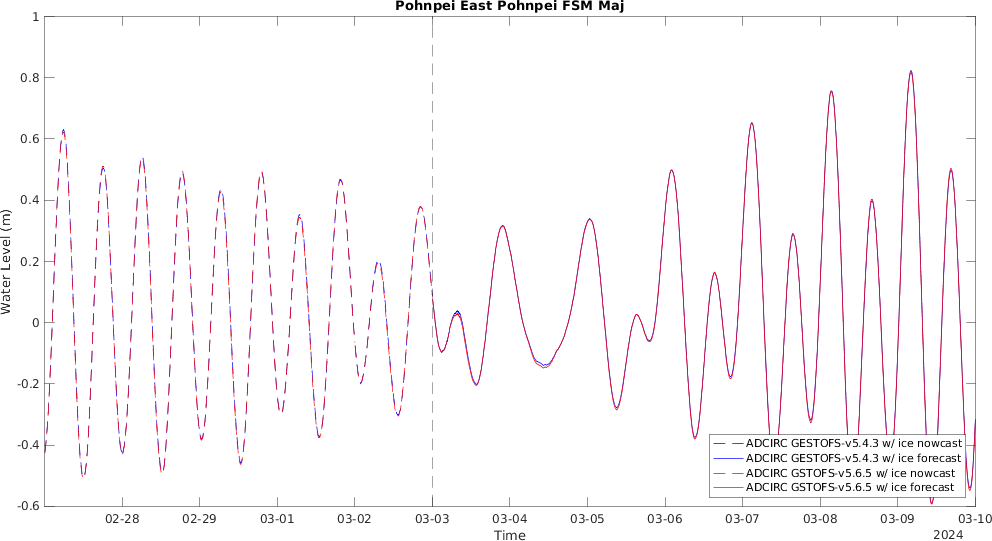 Pohnpei East Pohnpei FSM Maj
Water Level (m)
1
0.8
0.6
0.4
0.2
0
-0.2
-0.4
-0.6
ADCIRC GESTOFS-v5.4.3 w/ ice nowcast
ADCIRC GESTOFS-v5.4.3 w/ ice forecast
ADCIRC GSTOFS-v5.6.5 w/ ice nowcast
ADCIRC GSTOFS-v5.6.5 w/ ice forecast
02-28 02-29 03-01 03-02 03-03 03-04 03-05 03-06 03-07 03-08 03-09 03-10
Time
2024